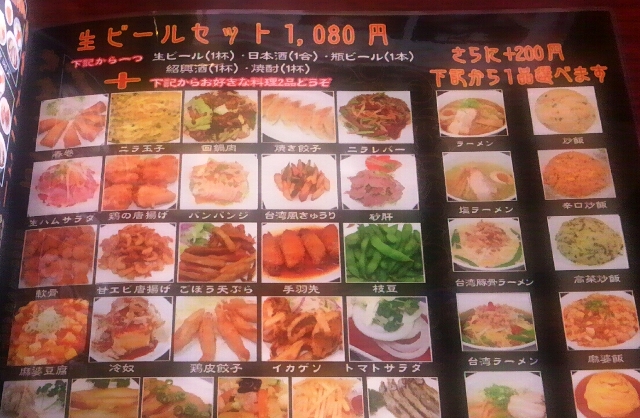 生ビールセット 1,080 円
下記から一つ 生ビール(1杯)・日本酒(1合)・瓶ビール(1本)
紹興酒(1杯)・焼酎(1杯)
+ 下記からお好きな料理2品どうぞ
さらに+200円
下記から1品選べます
春巻 ニラ玉子 回鍋肉 焼き餃子 ニラレバー
ラーメン 炒飯
生ハムサラダ 鶏の唐揚げ バンバンジ 台湾風きゅうり 砂肝
塩ラーメン 辛口炒飯
軟骨 甘エビ唐揚げ ごぼう天ぷら 手羽先 枝豆
台湾豚骨ラーメン 高菜炒飯
麻婆豆腐 冷奴 鶏皮餃子 イカゲソ トマトサラダ
台湾ラーメン 麻婆飯